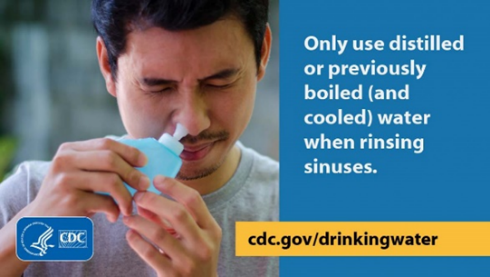 Only use distilled
or previously
boiled (and
cooled) water
when rinsing
sinuses.
cdc.gov/drinkingwater
CDC